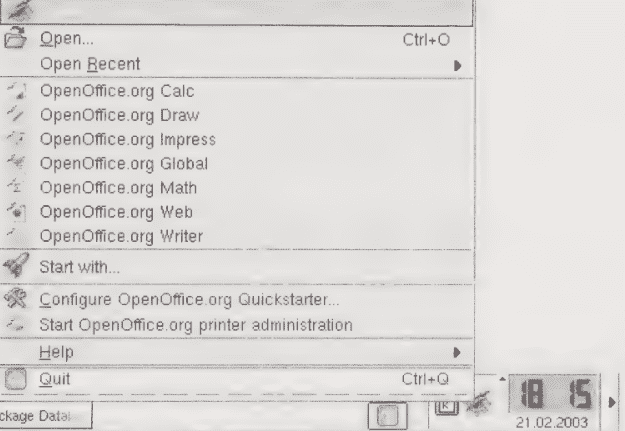 Open... Ctrl+O
Open Recent
OpenOffice.org Calc
OpenOffice.org Draw
OpenOffice.org Impress
OpenOffice.org Global
OpenOffice.org Math
OpenOffice.org Web
OpenOffice.org Writer
Start with...
Configure OpenOffice.org Quickstarter...
Start OpenOffice.org printer administration
Help
Quit Ctrl+Q
K 18 15
ckage Data
21.02.2003